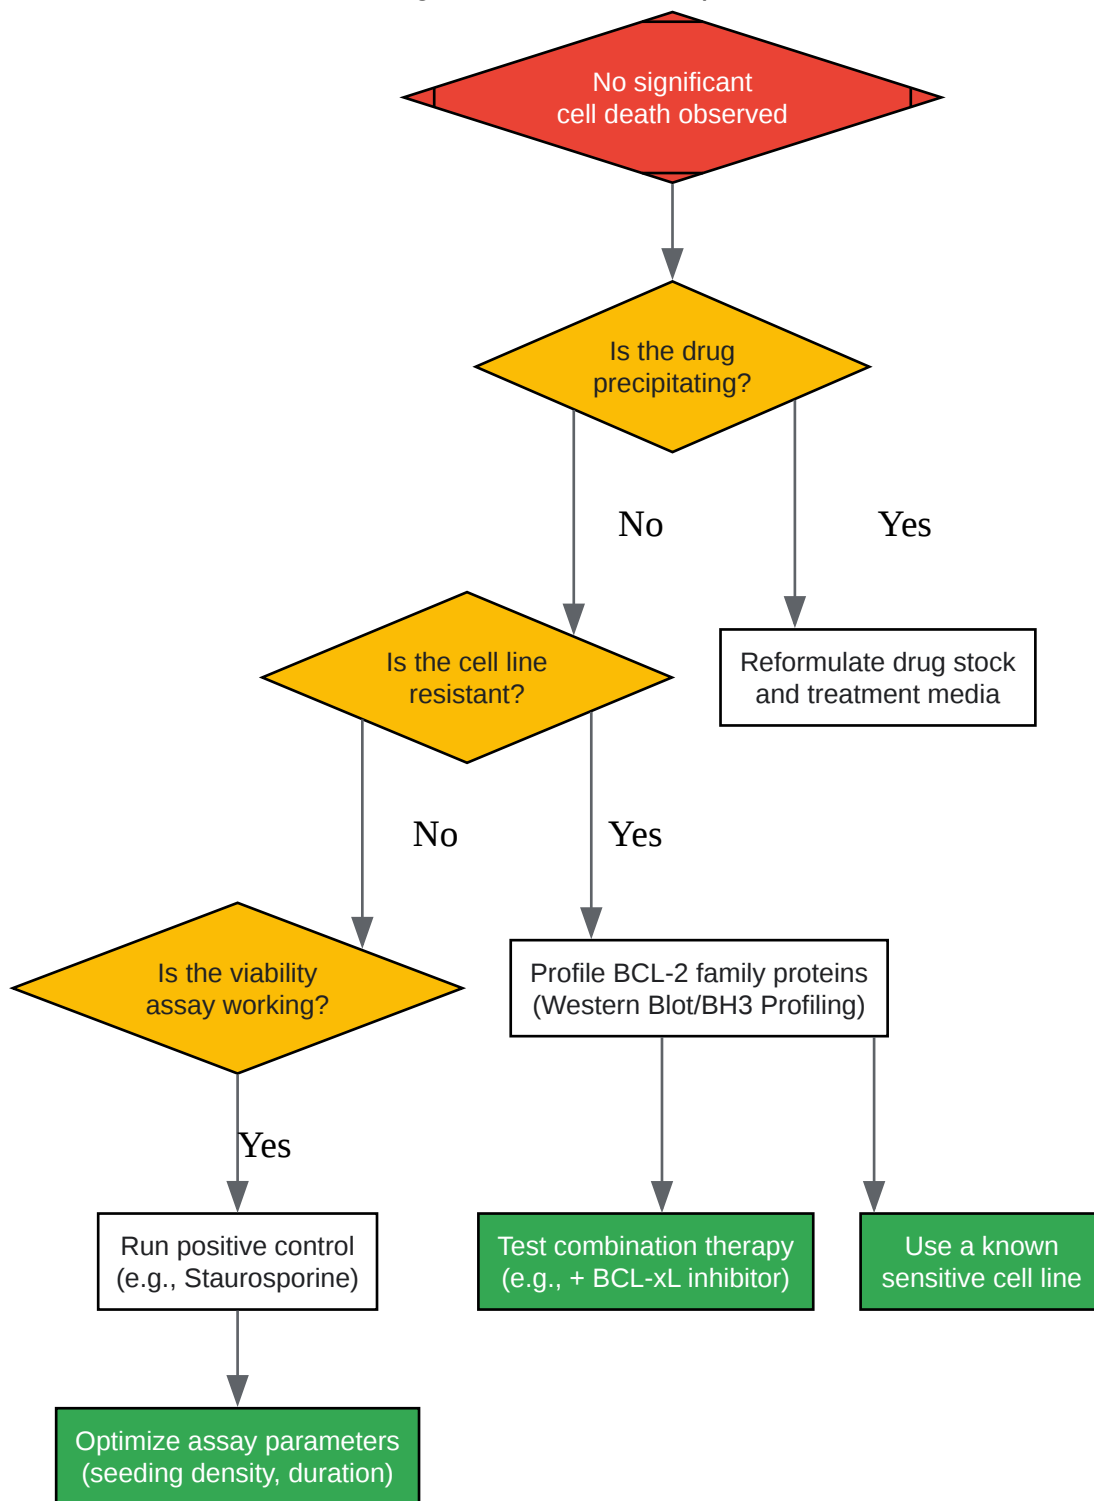 No significant
cell death observed
Is the drug
precipitating?
No
Yes
Is the cell line
resistant?
Reformulate drug stock
and treatment media
No
Yes
Is the viability
assay working?
Profile BCL-2 family proteins
(Western Blot/BH3 Profiling)
Yes
Run positive control
(e.g., Staurosporine)
Test combination therapy
(e.g., + BCL-xL inhibitor)
Use a known
sensitive cell line
Optimize assay parameters
(seeding density, duration)